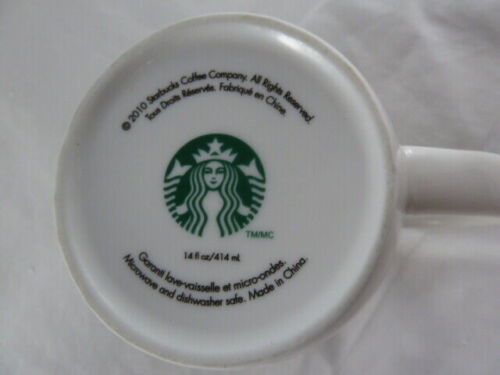 © 2010 Starbucks Coffee Company. All Rights Reserved.
Tous Droits Réservés. Fabriqué en Chine.
TM/MC
14 fl oz/414 ml.
Garanti lave-vaisselle et micro-ondes.
Microwave and dishwasher safe. Made in China.